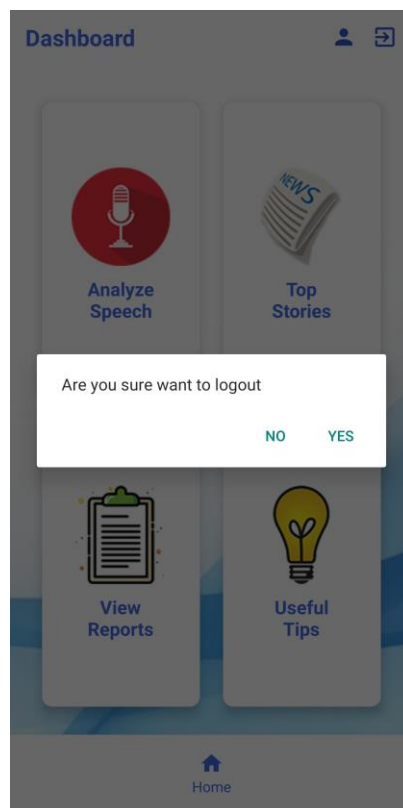 Dashboard
NEWS
Analyze
Speech
Top
Stories
Are you sure want to logout
NO YES
View
Reports
Useful
Tips
Home